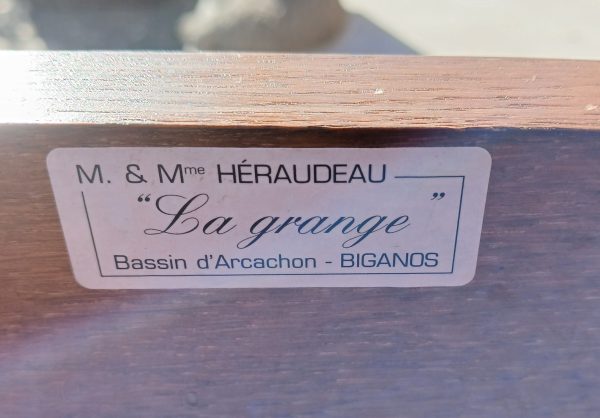 M. & Mme HÉRAUDEAU
“La grange”
Bassin d'Arcachon - BIGANOS